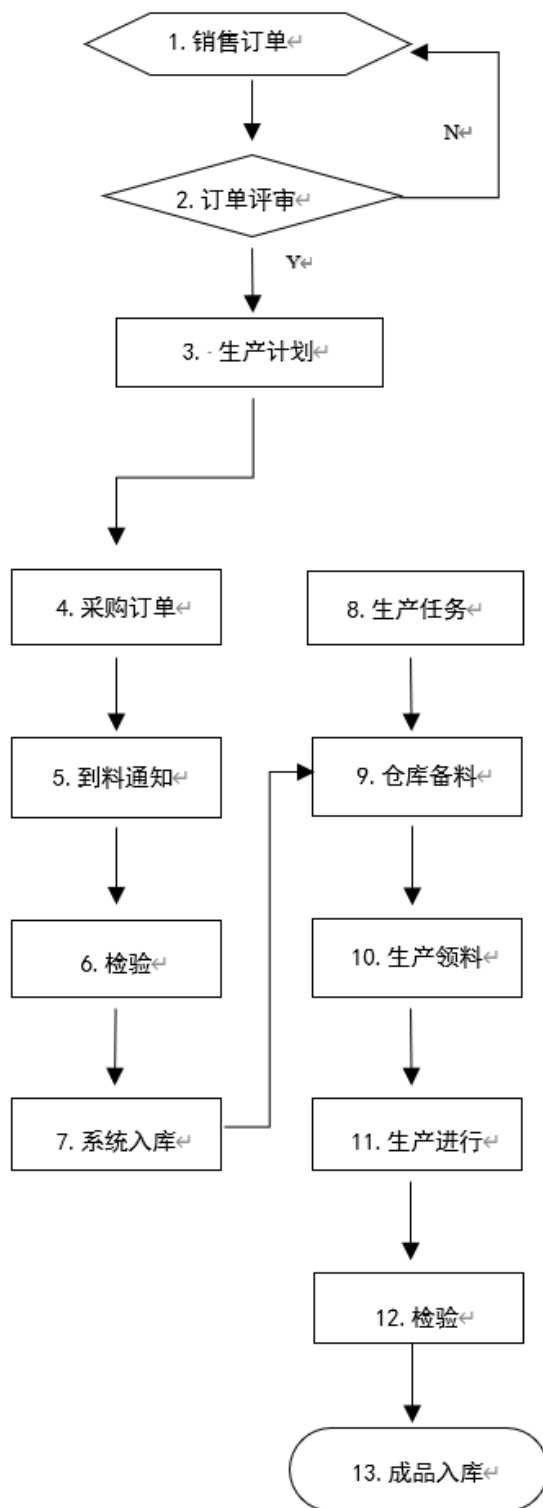 1. 销售订单↵
N↵
2. 订单评审↵
Y↵
3. - 生产计划↵
4. 采购订单↵
8. 生产任务↵
5. 到料通知↵
9. 仓库备料↵
6. 检验↵
10. 生产领料↵
7. 系统入库↵
11. 生产进行↵
12. 检验↵
13. 成品入库↵